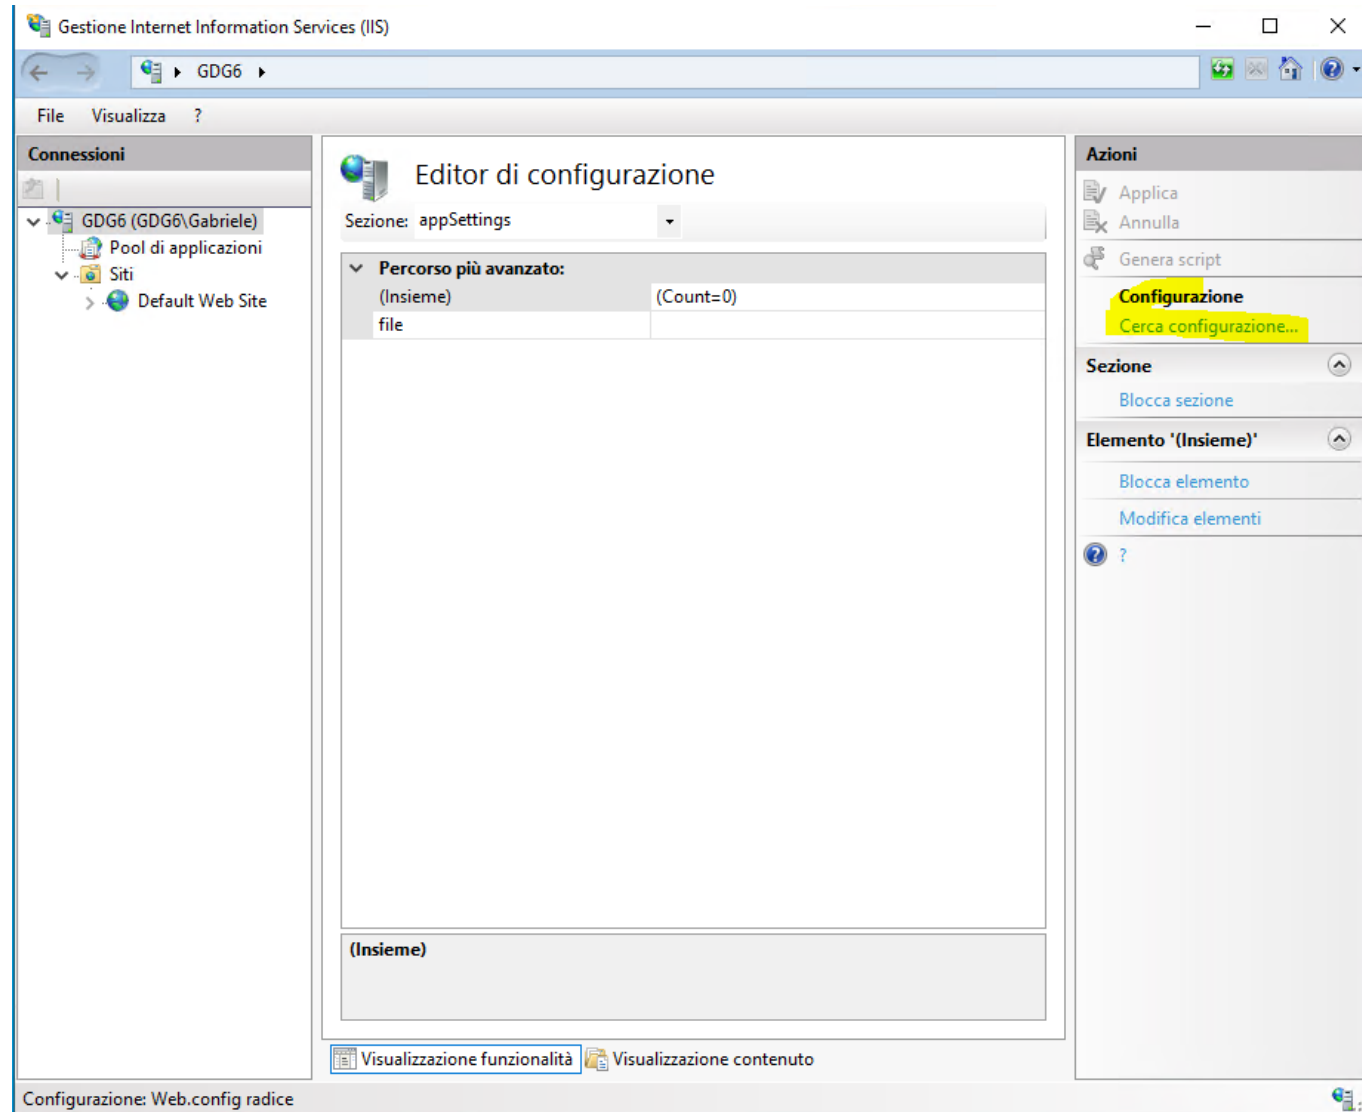 Gestione Internet Information Services (IIS)
GDG6
File Visualizza ?
Connessioni
GDG6 (GDG6\Gabriele)
Pool di applicazioni
Siti
Default Web Site
Editor di configurazione
Sezione: appSettings
Percorso più avanzato:
(Insieme) (Count=0)
file
(Insieme)
Visualizzazione funzionalità Visualizzazione contenuto
Azioni
Applica
Annulla
Genera script
Configurazione
Cerca configurazione...
Sezione
Blocca sezione
Elemento '(Insieme)'
Blocca elemento
Modifica elementi
?
Configurazione: Web.config radice